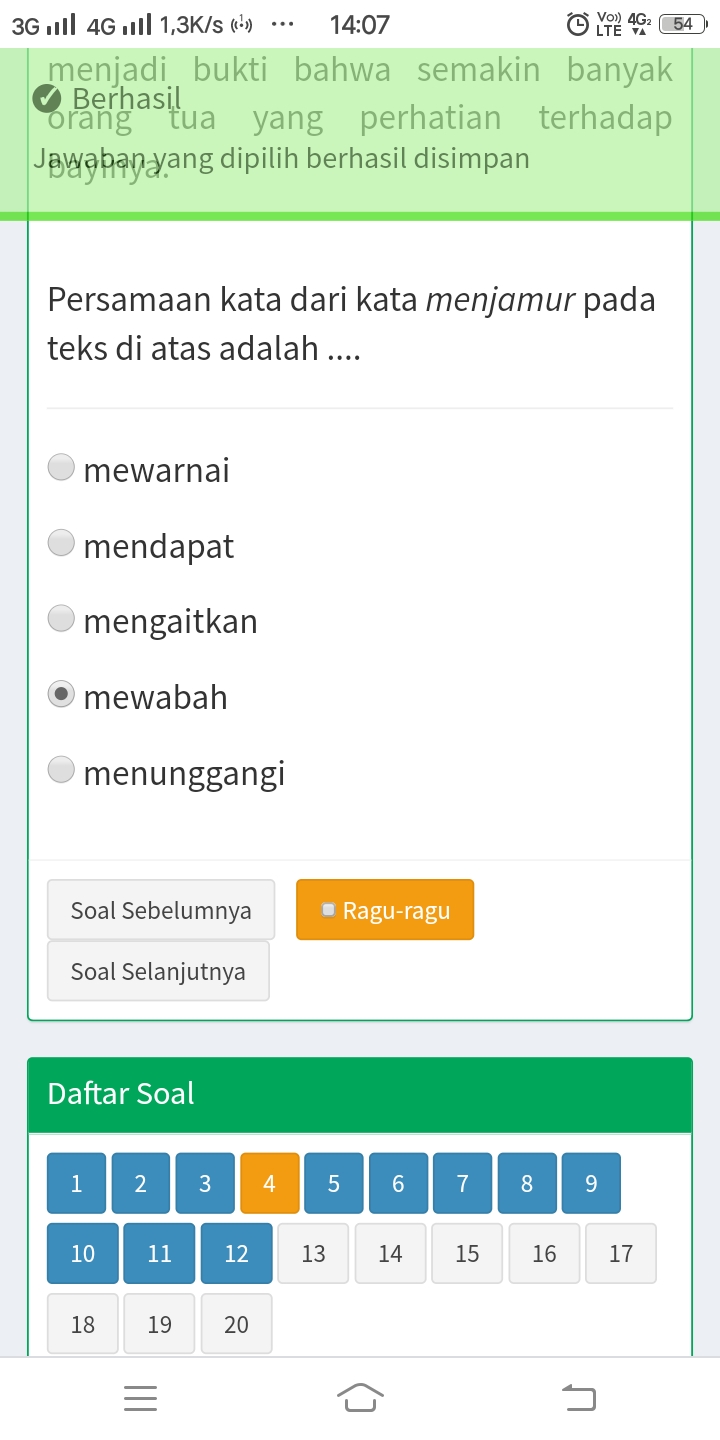 3G 4G 1,3K/s ... 14:07 Vo)) LTE 4G2 54
menjadi bukti bahwa semakin banyak
Berhasil
orang tua yang perhatian terhadap
Jawaban yang dipilih berhasil disimpan
bayinya.
Persamaan kata dari kata menjamur pada
teks di atas adalah ....
mewarnai
mendapat
mengaitkan
mewabah
menunggangi
Soal Sebelumnya
Ragu-ragu
Soal Selanjutnya
Daftar Soal
1 2 3 4 5 6 7 8 9
10 11 12 13 14 15 16 17
18 19 20